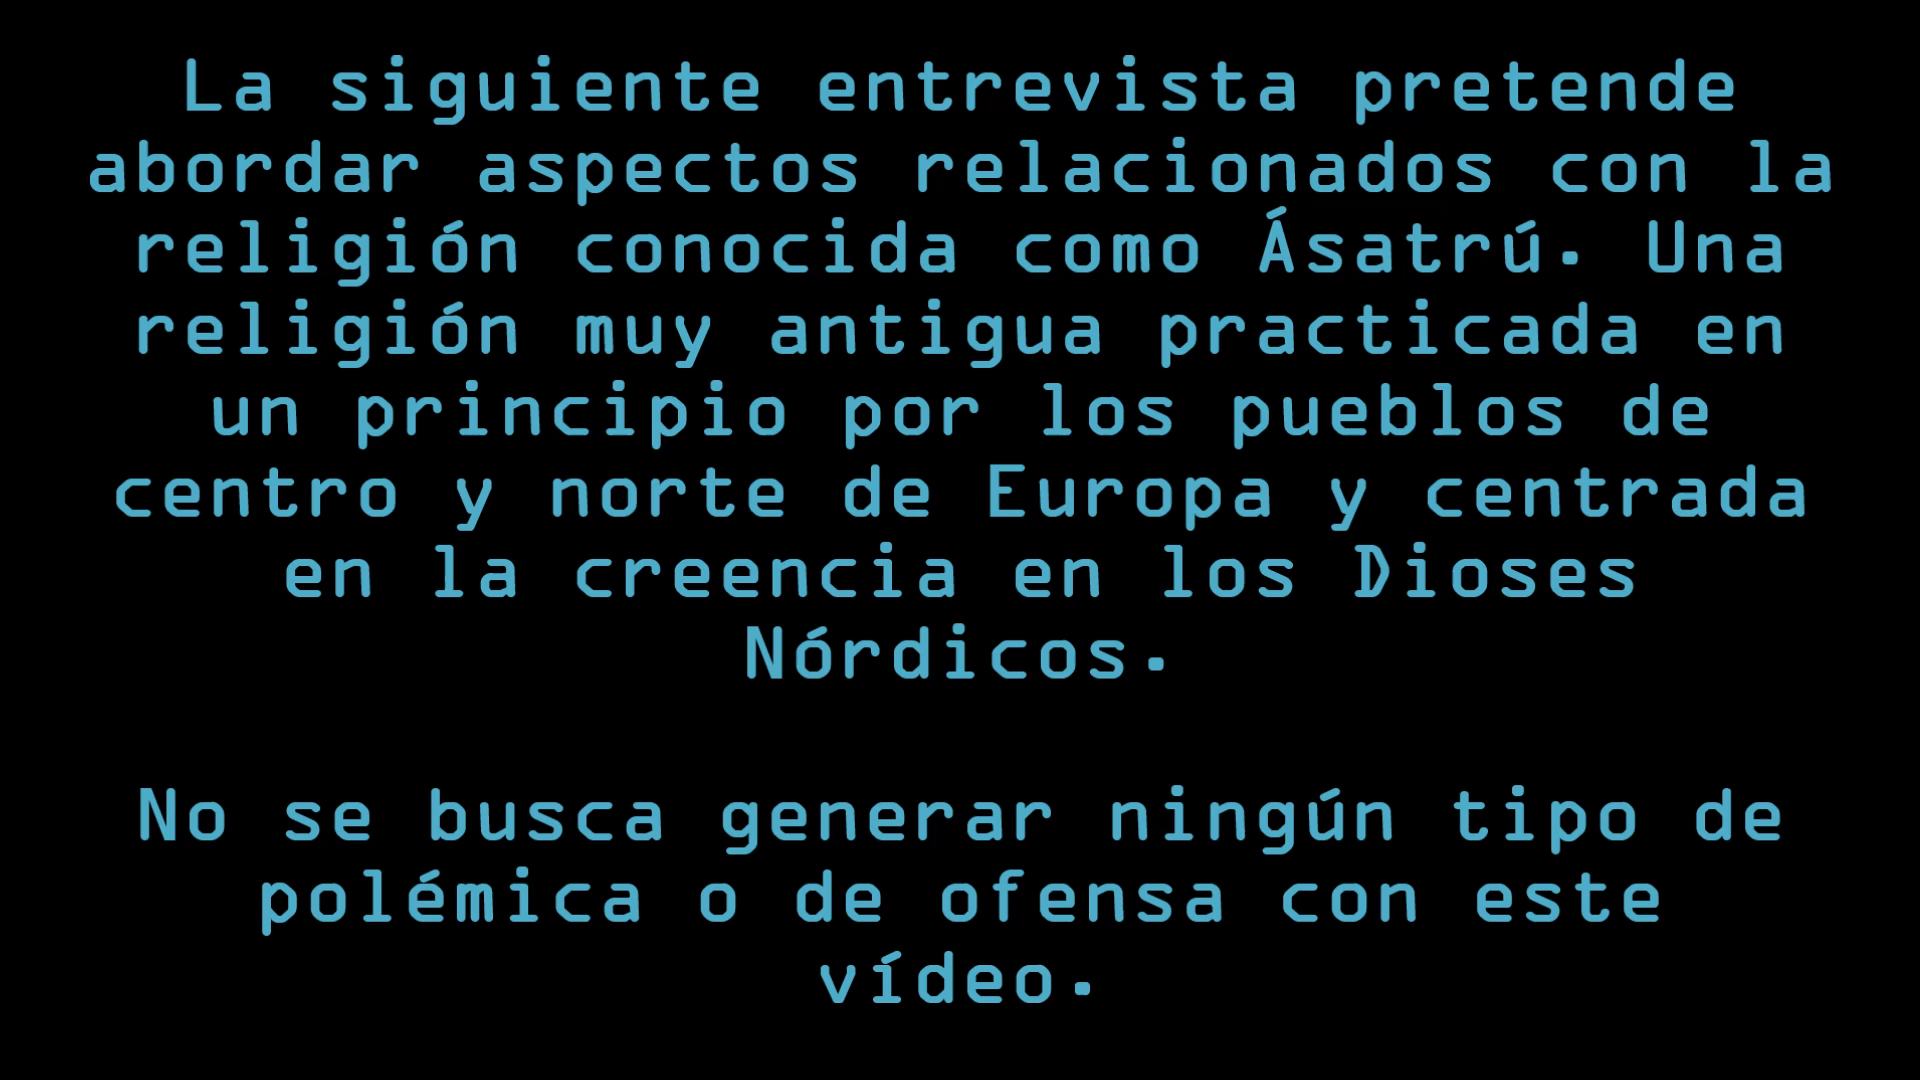 La siguiente entrevista pretende
abordar aspectos relacionados con la
religión conocida como Ásatrú. Una
religión muy antigua practicada en
un principio por los pueblos de
centro y norte de Europa y centrada
en la creencia en los Dioses
Nórdicos.
No se busca generar ningún tipo de
polémica o de ofensa con este
vídeo.